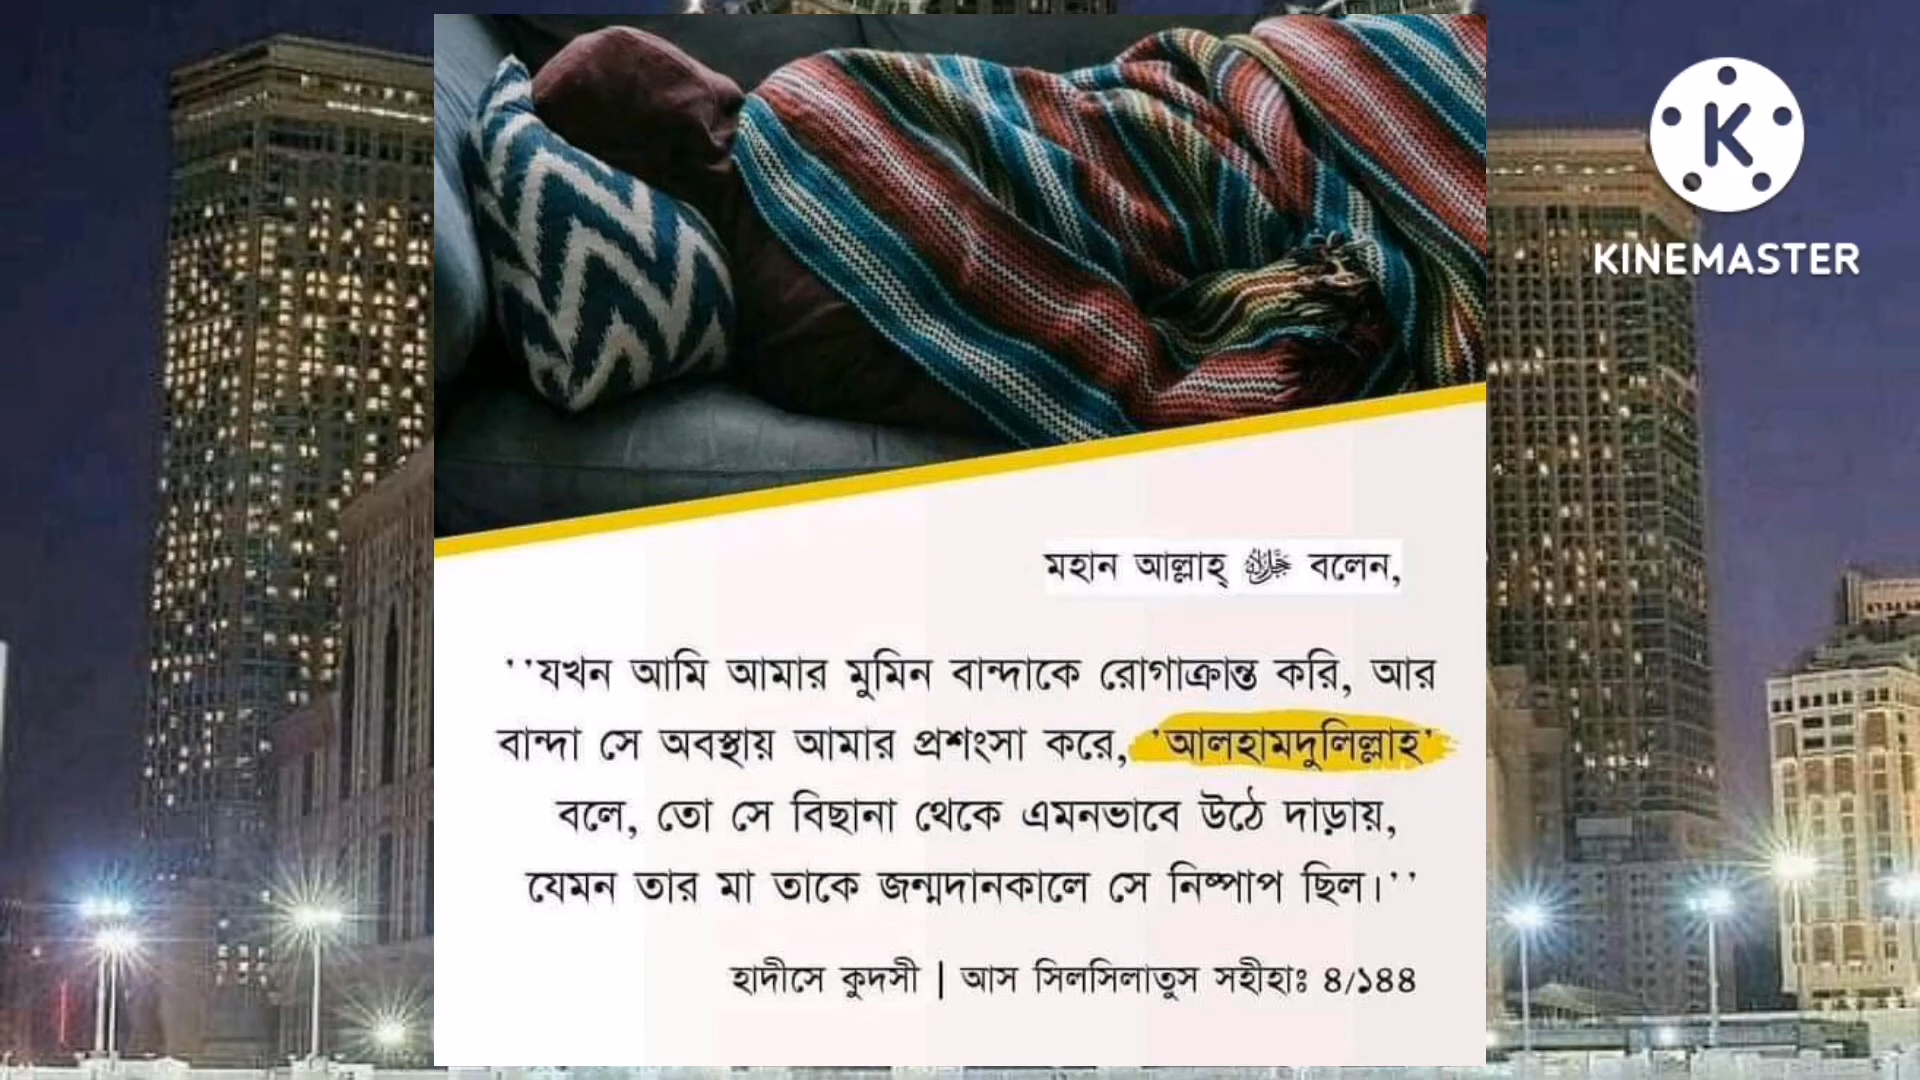 KINEMASTER
মহান আল্লাহ্ ﷻ বলেন,
''যখন আমি আমার মুমিন বান্দাকে রোগাক্রান্ত করি, আর
বান্দা সে অবস্থায় আমার প্রশংসা করে, 'আলহামদুলিল্লাহ'
বলে, তো সে বিছানা থেকে এমনভাবে উঠে দাড়ায়,
যেমন তার মা তাকে জন্মদানকালে সে নিষ্পাপ ছিল।''
হাদীসে কুদসী | আস সিলসিলাতুস সহীহাঃ ৪/১৪৪